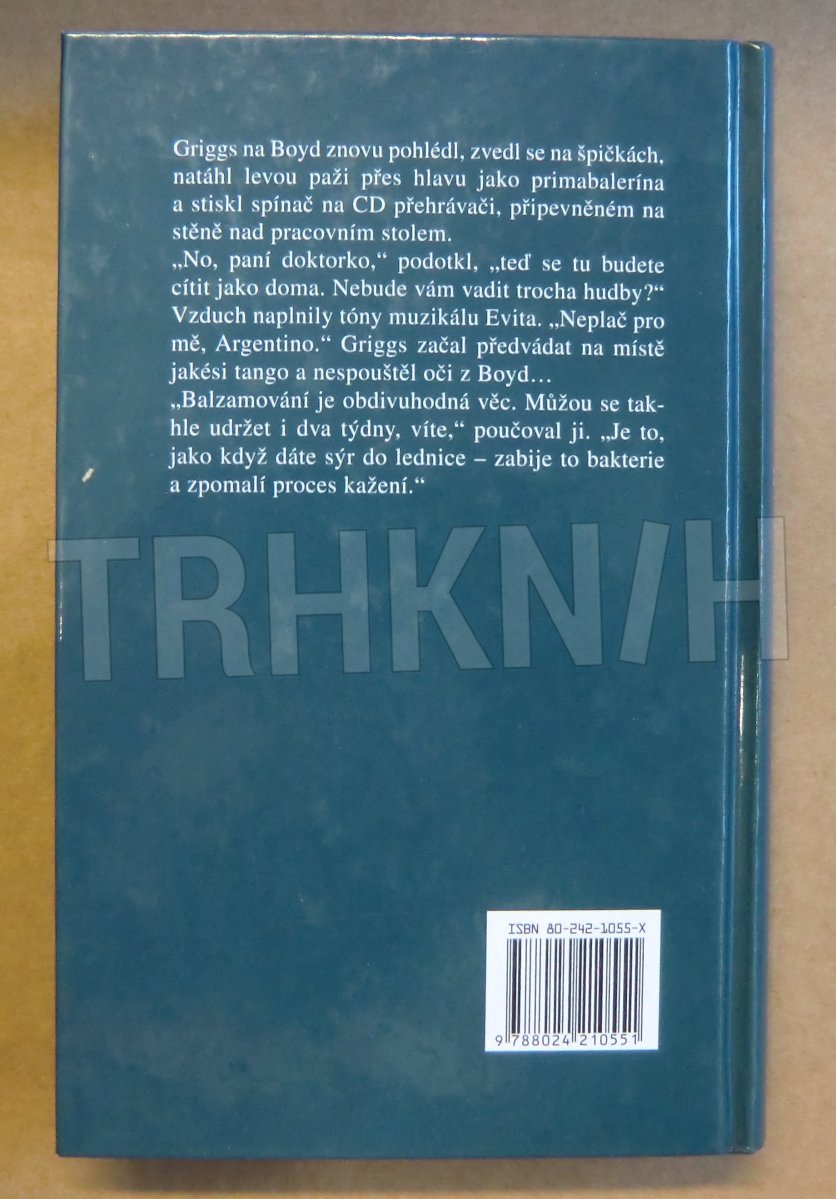 Griggs na Boyd znovu pohlédl, zvedl se na špičkách,
natáhl levou paži přes hlavu jako primabalerína
a stiskl spínač na CD přehrávači, připevněném na
stěně nad pracovním stolem.
„No, paní doktorko,“ podotkl, „teď se tu budete
cítit jako doma. Nebude vám vadit trocha hudby?“
Vzduch naplnily tóny muzikálu Evita. „Neplač pro
mě, Argentino.“ Griggs začal předvádat na místě
jakési tango a nespouštěl oči z Boyd...
„Balzamování je obdivuhodná věc. Můžou se tak-
hle udržet i dva týdny, víte,“ poučoval ji. „Je to,
jako když dáte sýr do lednice – zabije to bakterie
a zpomalí proces kažení.“
TRHKNIH
ISBN 80-242-1055-X
9 788024 210551